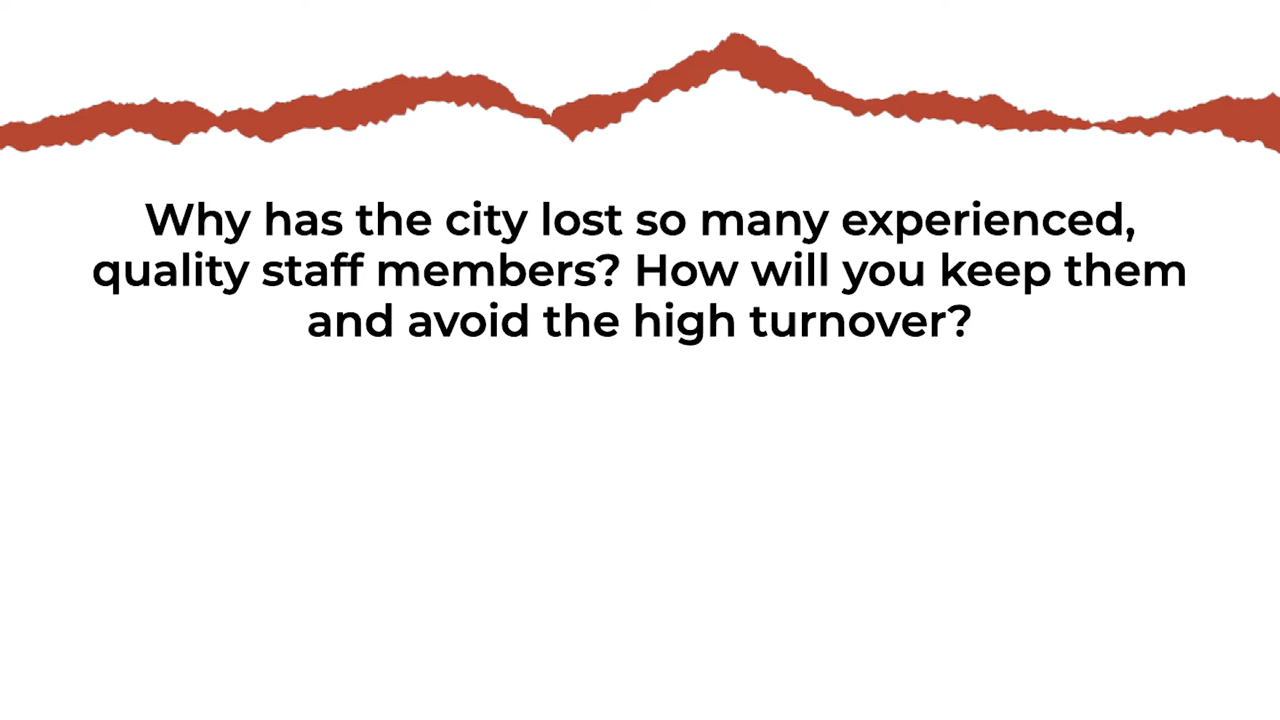 Why has the city lost so many experienced,
quality staff members? How will you keep them
and avoid the high turnover?